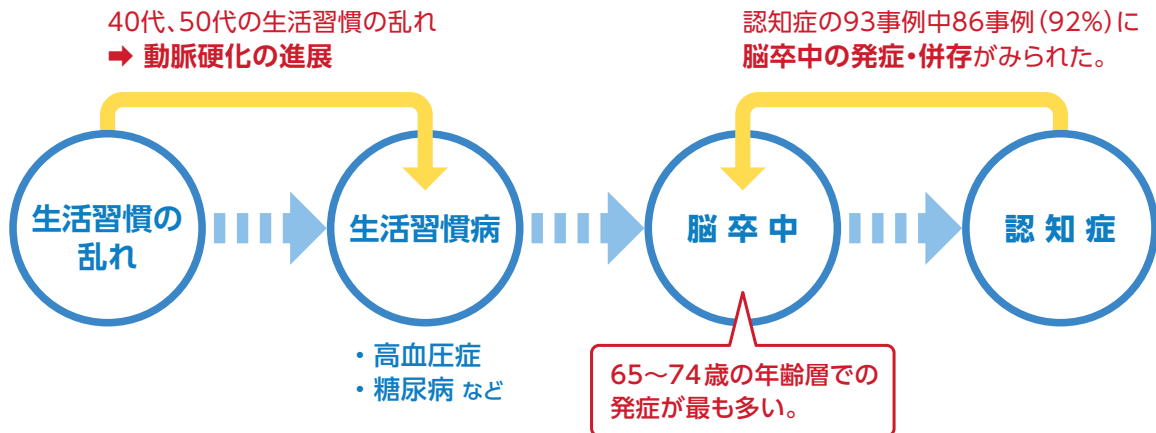 40代、50代の生活習慣の乱れ
➡ 動脈硬化の進展
認知症の93事例中86事例(92%)に
脳卒中の発症・併存がみられた。
生活習慣の
乱れ
生活習慣病
脳卒中
認知症
・高血圧症
・糖尿病 など
65〜74歳の年齢層での
発症が最も多い。